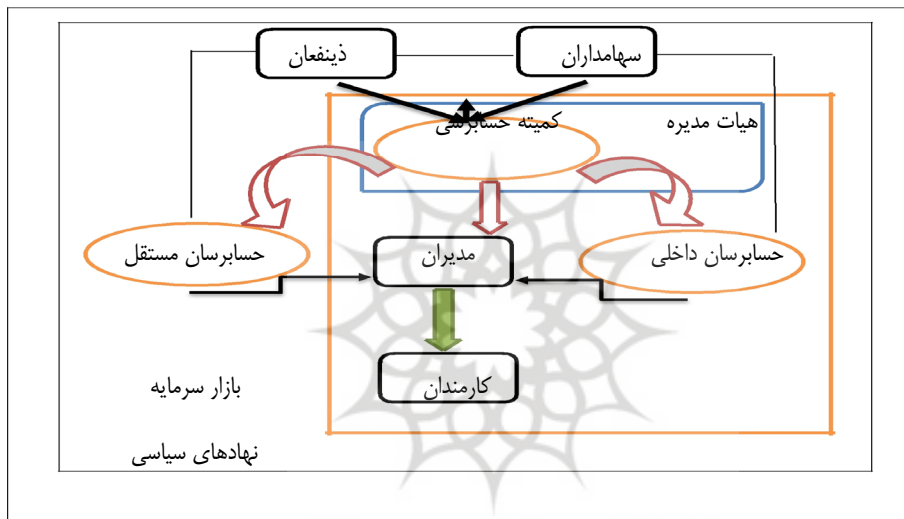 سهامداران
ذینفعان
هیات مدیره
کمیته حسابرسی
حسابرسان داخلی
مدیران
حسابرسان مستقل
کارمندان
بازار سرمایه
نهادهای سیاسی